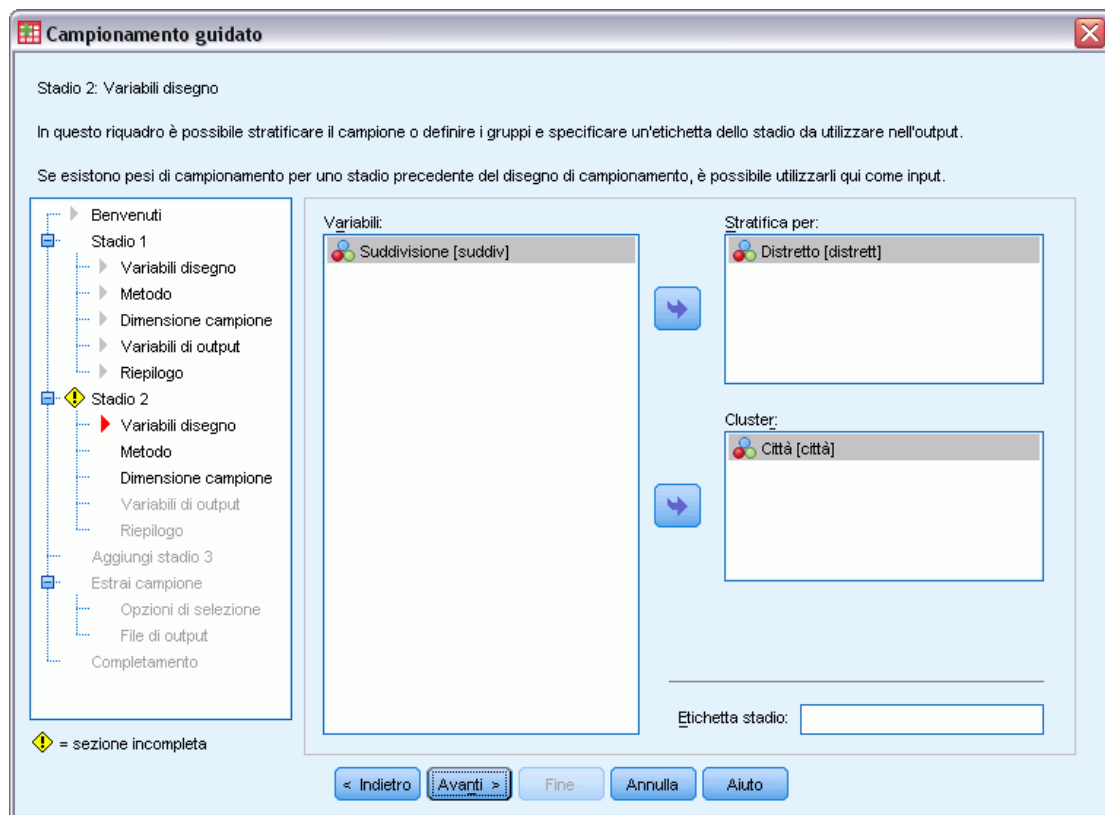 Campionamento guidato
Stadio 2: Variabili disegno
In questo riquadro è possibile stratificare il campione o definire i gruppi e specificare un'etichetta dello stadio da utilizzare nell'output.
Se esistono pesi di campionamento per uno stadio precedente del disegno di campionamento, è possibile utilizzarli qui come input.
Benvenuti
Stadio 1
Variabili disegno
Metodo
Dimensione campione
Variabili di output
Riepilogo
Stadio 2
Variabili disegno
Metodo
Dimensione campione
Variabili di output
Riepilogo
Aggiungi stadio 3
Estrai campione
Opzioni di selezione
File di output
Completamento
! = sezione incompleta
Variabili:
Suddivisione [suddiv]
Stratifica per:
Distretto [distrett]
Cluster:
Città [città]
Etichetta stadio:
< Indietro
Avanti >
Fine
Annulla
Aiuto